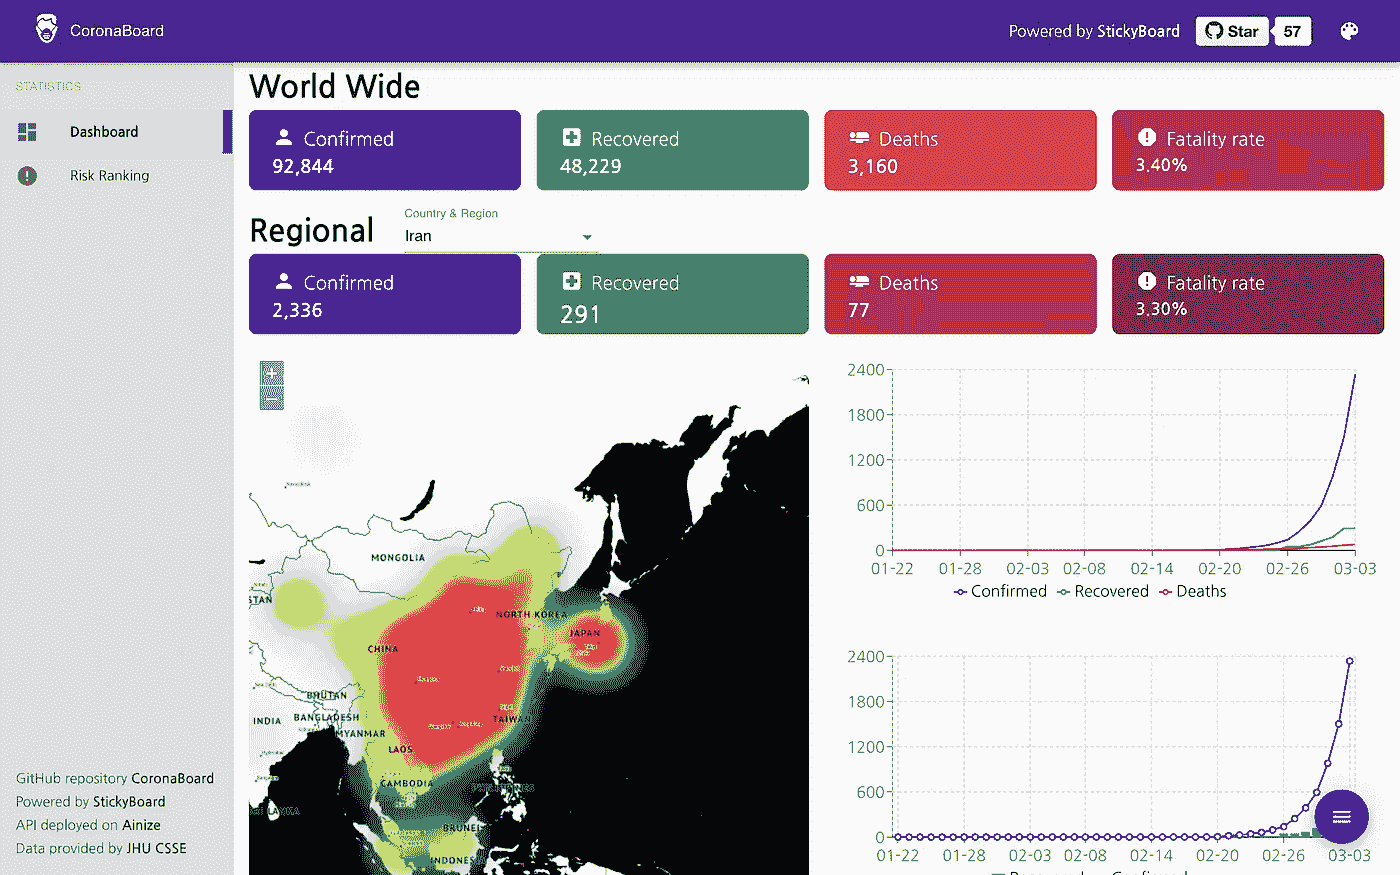 CoronaBoard
Powered by StickyBoard
Star
57
STATISTICS
Dashboard
Risk Ranking
World Wide
Confirmed
92,844
Recovered
48,229
Deaths
3,160
Fatality rate
3.40%
Regional
Country & Region
Iran
Confirmed
2,336
Recovered
291
Deaths
77
Fatality rate
3.30%
+
−
MONGOLIA
STAN
NORTH KOREA
JAPAN
CHINA
BHUTAN
INDIA
BANGLADESH
MYANMAR
TAIWAN
LAOS
CAMBODIA
PHILIPPINES
BRUNEI
INDONES
2400
1800
1200
600
0
01-22 01-28 02-03 02-08 02-14 02-20 02-26 03-03
Confirmed Recovered Deaths
2400
1800
1200
600
0
01-22 01-28 02-03 02-08 02-14 02-20 02-26 03-03
GitHub repository CoronaBoard
Powered by StickyBoard
API deployed on Ainize
Data provided by JHU CSSE